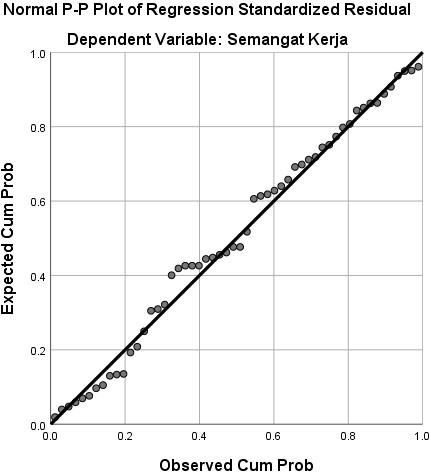 Normal P-P Plot of Regression Standardized Residual
Dependent Variable: Semangat Kerja
1.0
0.8
0.6
0.4
0.2
0.0
Expected Cum Prob
0.0 0.2 0.4 0.6 0.8 1.0
Observed Cum Prob